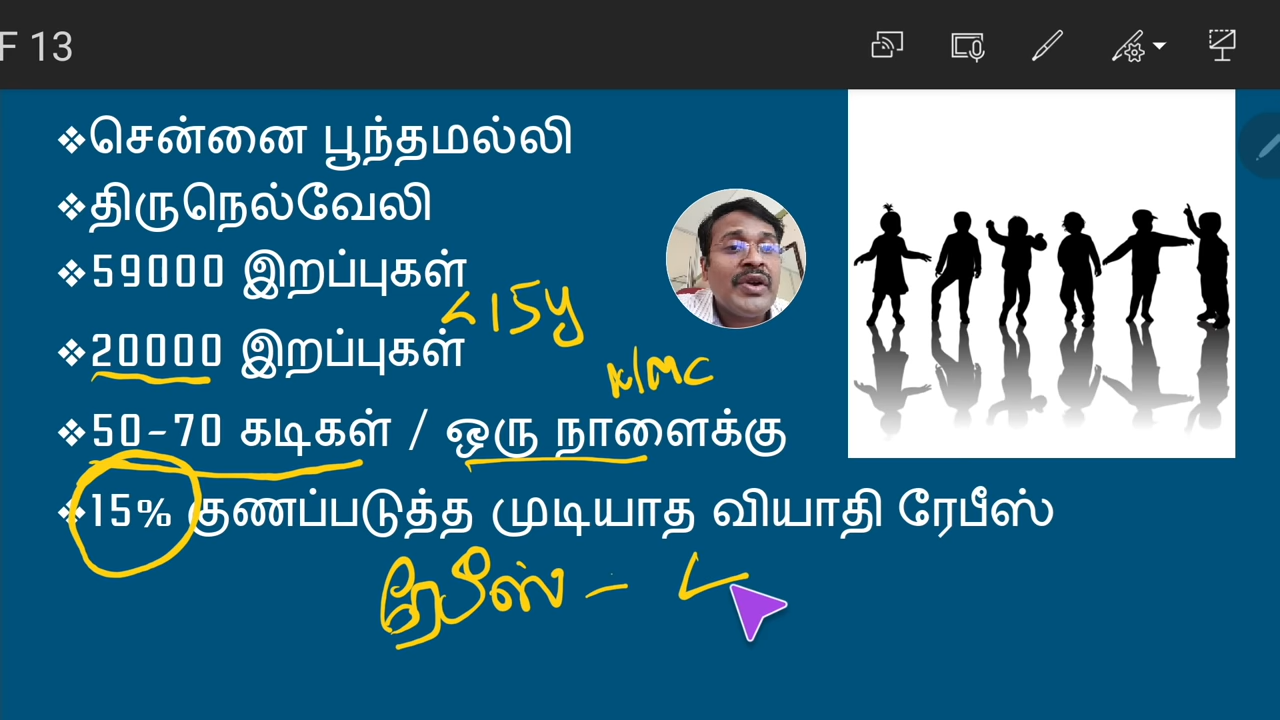 F 13
❖சென்னை பூந்தமல்லி
❖திருநெல்வேலி
❖59000 இறப்புகள்
<15y
❖20000 இறப்புகள்
❖50-70 கடிகள் / ஒரு நாளைக்கு
❖15% குணப்படுத்த முடியாத வியாதி ரேபீஸ்
ரேபீஸ் -